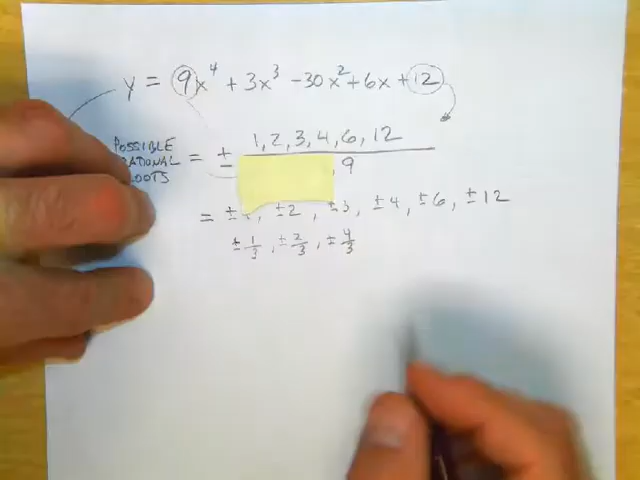 y = 9x⁴ + 3x³ - 30x² + 6x + 12
POSSIBLE
RATIONAL
ROOTS
= ± 1, 2, 3, 4, 6, 12
, 9
= ± , ±2 , ±3, ±4, ±6, ±12
±1/3, ±2/3, ±4/3